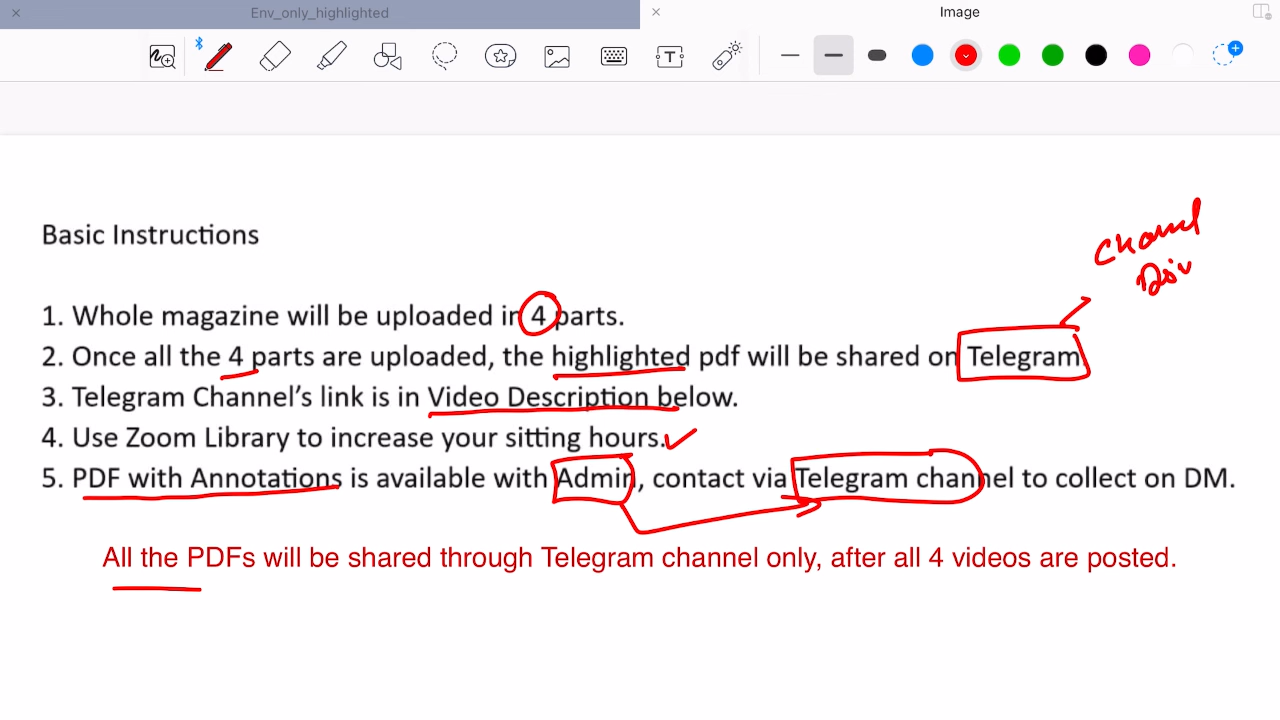 Env_only_highlighted
Image
Channel
Basic Instructions
1. Whole magazine will be uploaded in 4 parts.
2. Once all the 4 parts are uploaded, the highlighted pdf will be shared on Telegram.
3. Telegram Channel's link is in Video Description below.
4. Use Zoom Library to increase your sitting hours.
5. PDF with Annotations is available with Admin, contact via Telegram channel to collect on DM.
All the PDFs will be shared through Telegram channel only, after all 4 videos are posted.